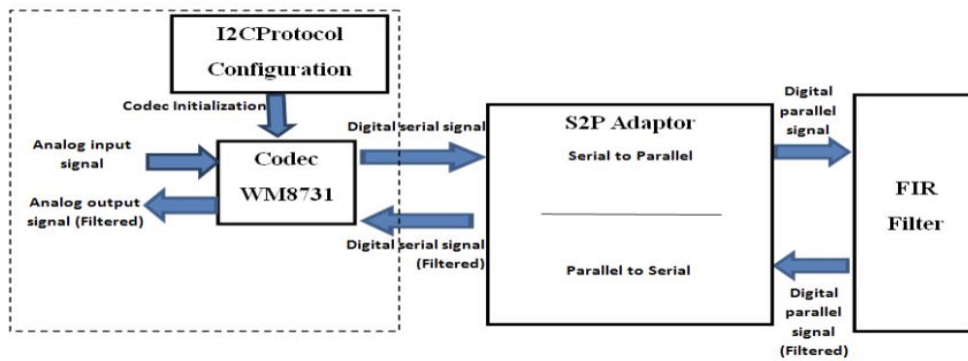 I2CProtocol
Configuration
Codec Initialization
Analog input
signal
Codec
WM8731
Analog output
signal (Filtered)
Digital serial signal
Digital serial signal
(Filtered)
S2P Adaptor
Serial to Parallel
Parallel to Serial
Digital
parallel
signal
FIR
Filter
Digital
parallel
signal
(Filtered)